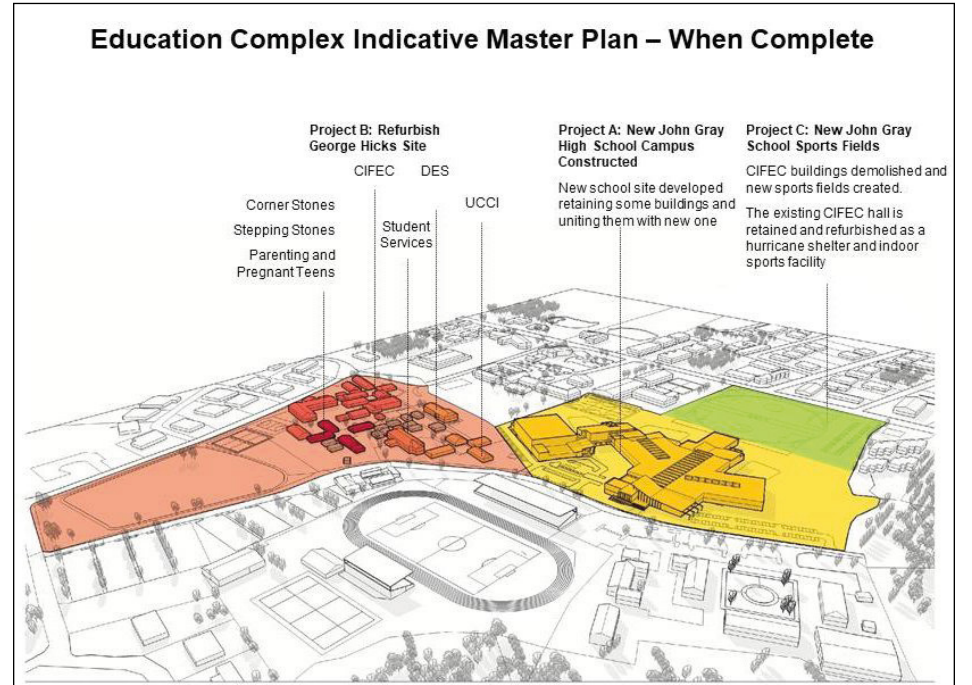 Education Complex Indicative Master Plan – When Complete
Project B: Refurbish
George Hicks Site
CIFEC
DES
Corner Stones
Stepping Stones
Parenting and
Pregnant Teens
Student
Services
UCCI
Project A: New John Gray
High School Campus
Constructed
New school site developed
retaining some buildings and
uniting them with new one
Project C: New John Gray
School Sports Fields
CIFEC buildings demolished and
new sports fields created.
The existing CIFEC hall is
retained and refurbished as a
hurricane shelter and indoor
sports facility